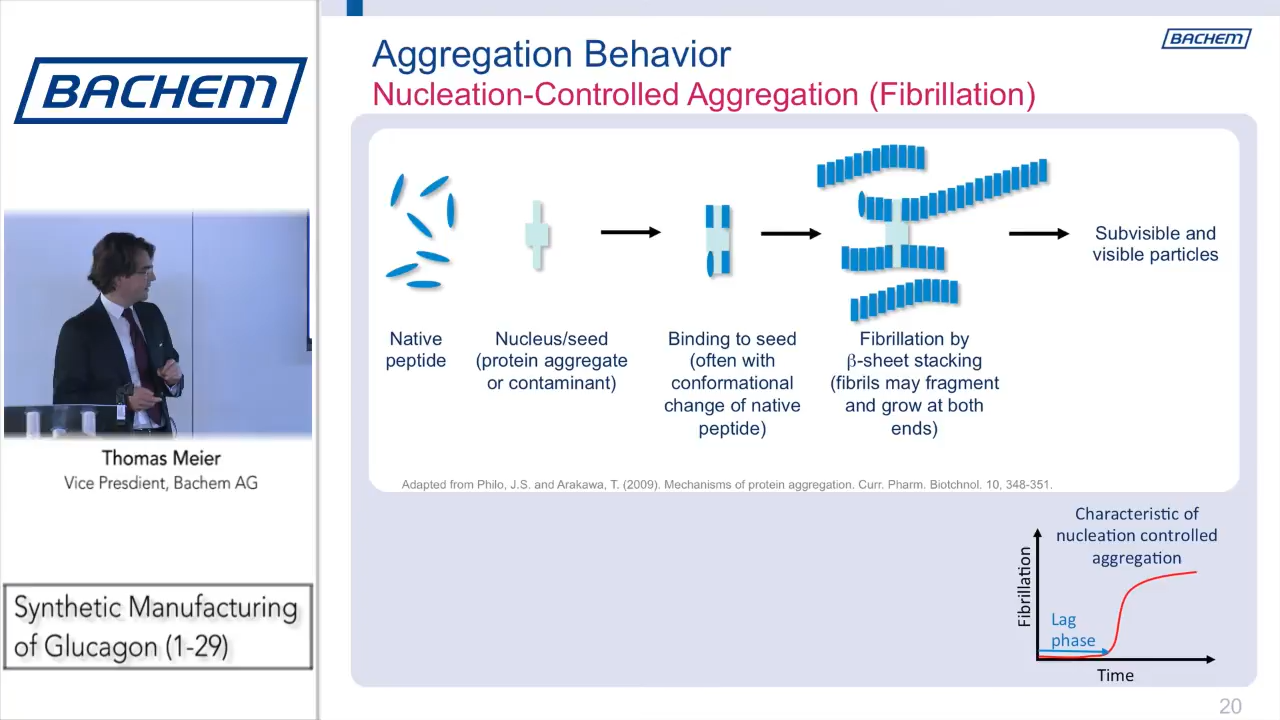 BACHEM
Thomas Meier
Vice Presdient, Bachem AG
Synthetic Manufacturing
of Glucagon (1-29)
BACHEM
Aggregation Behavior
Nucleation-Controlled Aggregation (Fibrillation)
Native
peptide
Nucleus/seed
(protein aggregate
or contaminant)
Binding to seed
(often with
conformational
change of native
peptide)
Fibrillation by
β-sheet stacking
(fibrils may fragment
and grow at both
ends)
Subvisible and
visible particles
Adapted from Philo, J.S. and Arakawa, T. (2009). Mechanisms of protein aggregation. Curr. Pharm. Biotchnol. 10, 348-351.
Characteristic of
nucleation controlled
aggregation
Fibrillation
Lag
phase
Time
20